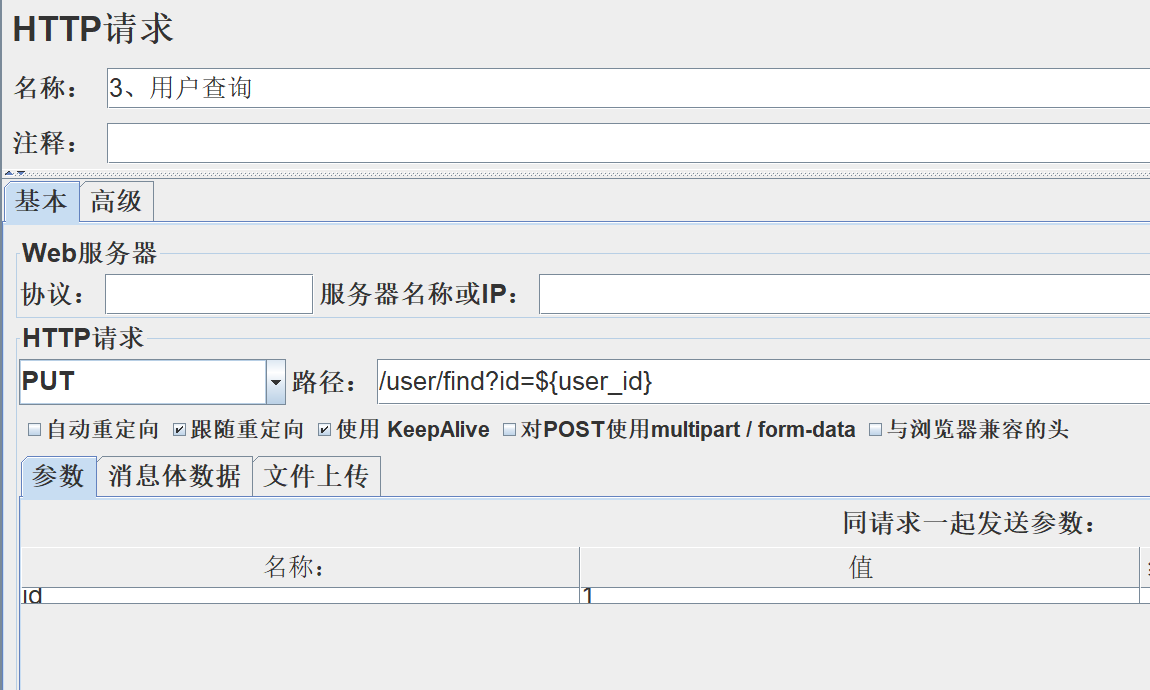 HTTP请求
名称： 3、用户查询
注释：
基本 高级
Web服务器
协议： 服务器名称或IP：
HTTP请求
PUT 路径： /user/find?id=${user_id}
自动重定向 跟随重定向 使用 KeepAlive 对POST使用multipart / form-data 与浏览器兼容的头
参数 消息体数据 文件上传
同请求一起发送参数：
名称： 值
id 1